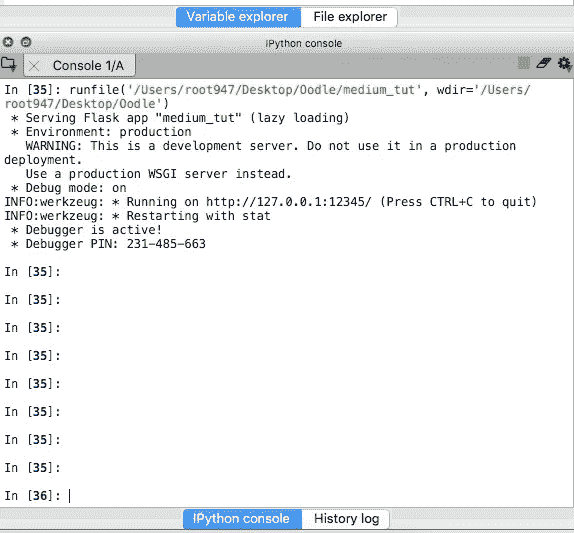 Variable explorer File explorer
IPython console
Console 1/A
In [35]: runfile('/Users/root947/Desktop/Oodle/medium_tut', wdir='/Users/
root947/Desktop/Oodle')
* Serving Flask app "medium_tut" (lazy loading)
* Environment: production
WARNING: This is a development server. Do not use it in a production
deployment.
Use a production WSGI server instead.
* Debug mode: on
INFO:werkzeug: * Running on http://127.0.0.1:12345/ (Press CTRL+C to quit)
INFO:werkzeug: * Restarting with stat
* Debugger is active!
* Debugger PIN: 231-485-663
In [35]:
In [35]:
In [35]:
In [35]:
In [35]:
In [35]:
In [35]:
In [35]:
In [36]:
IPython console History log